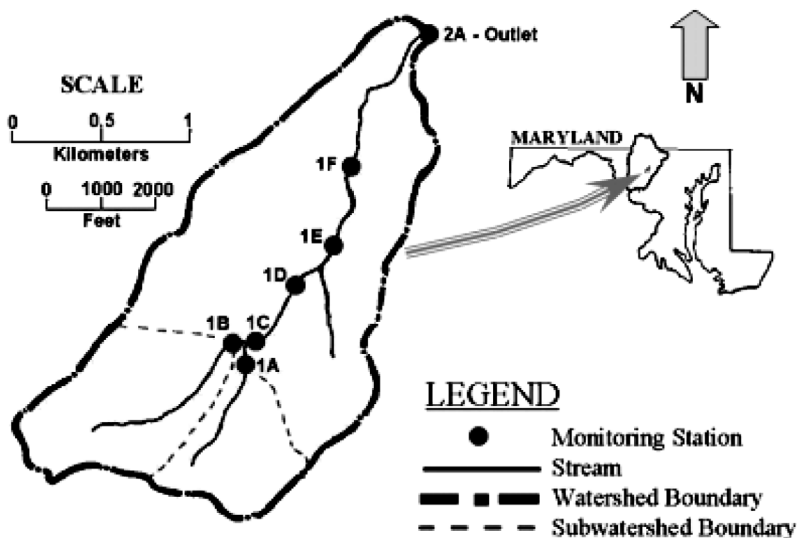 2A - Outlet
SCALE
0 0,5 1
Kilometers
0 1000 2000
Feet
N
MARYLAND
1F
1E
1D
1B 1C
1A
LEGEND
Monitoring Station
Stream
Watershed Boundary
Subwatershed Boundary